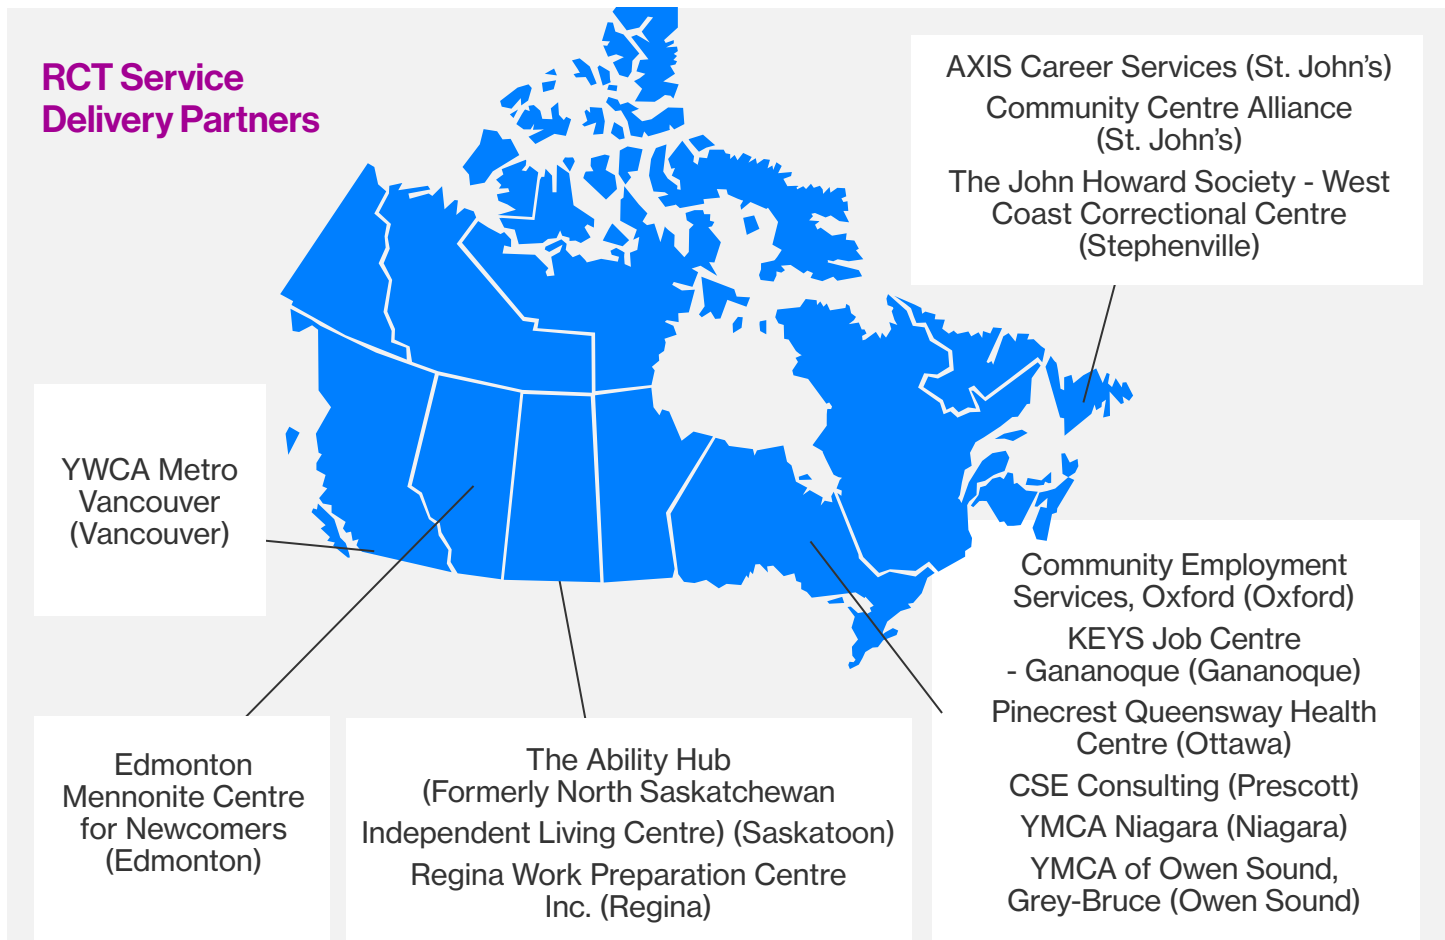 RCT Service
Delivery Partners
AXIS Career Services (St. John’s)
Community Centre Alliance
(St. John’s)
The John Howard Society - West
Coast Correctional Centre
(Stephenville)
YWCA Metro
Vancouver
(Vancouver)
Community Employment
Services, Oxford (Oxford)
KEYS Job Centre
- Gananoque (Gananoque)
Pinecrest Queensway Health
Centre (Ottawa)
CSE Consulting (Prescott)
YMCA Niagara (Niagara)
YMCA of Owen Sound,
Grey-Bruce (Owen Sound)
Edmonton
Mennonite Centre
for Newcomers
(Edmonton)
The Ability Hub
(Formerly North Saskatchewan
Independent Living Centre) (Saskatoon)
Regina Work Preparation Centre
Inc. (Regina)